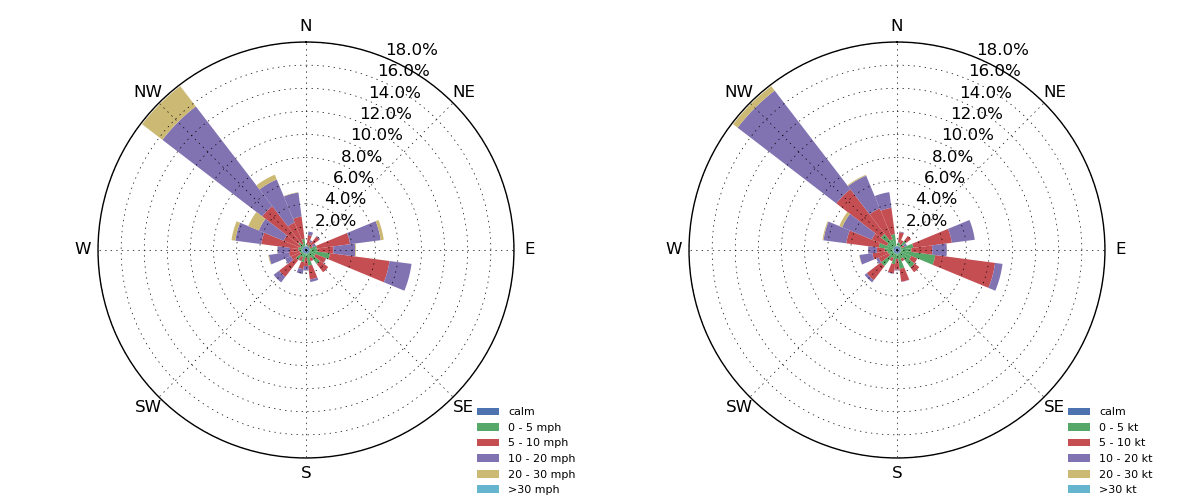 N
18.0%
16.0%
NW
14.0%
NE
12.0%
10.0%
8.0%
6.0%
4.0%
2.0%
W
E
SW
SE
S
calm
0 - 5 mph
5 - 10 mph
10 - 20 mph
20 - 30 mph
>30 mph
N
18.0%
16.0%
NW
14.0%
NE
12.0%
10.0%
8.0%
6.0%
4.0%
2.0%
W
E
SW
SE
S
calm
0 - 5 kt
5 - 10 kt
10 - 20 kt
20 - 30 kt
>30 kt